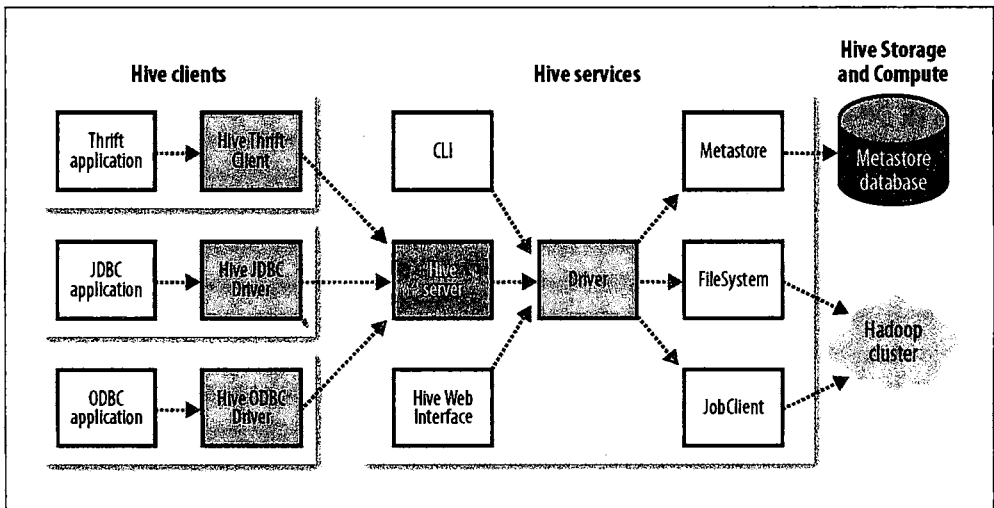 Hive clients
Hive services
Hive Storage
and Compute
Thrift
application
Hive Thrift
Client
CLI
Metastore
Metastore
database
JDBC
application
Hive JDBC
Driver
Hive
server
Driver
FileSystem
Hadoop
cluster
ODBC
application
Hive ODBC
Driver
Hive Web
Interface
JobClient